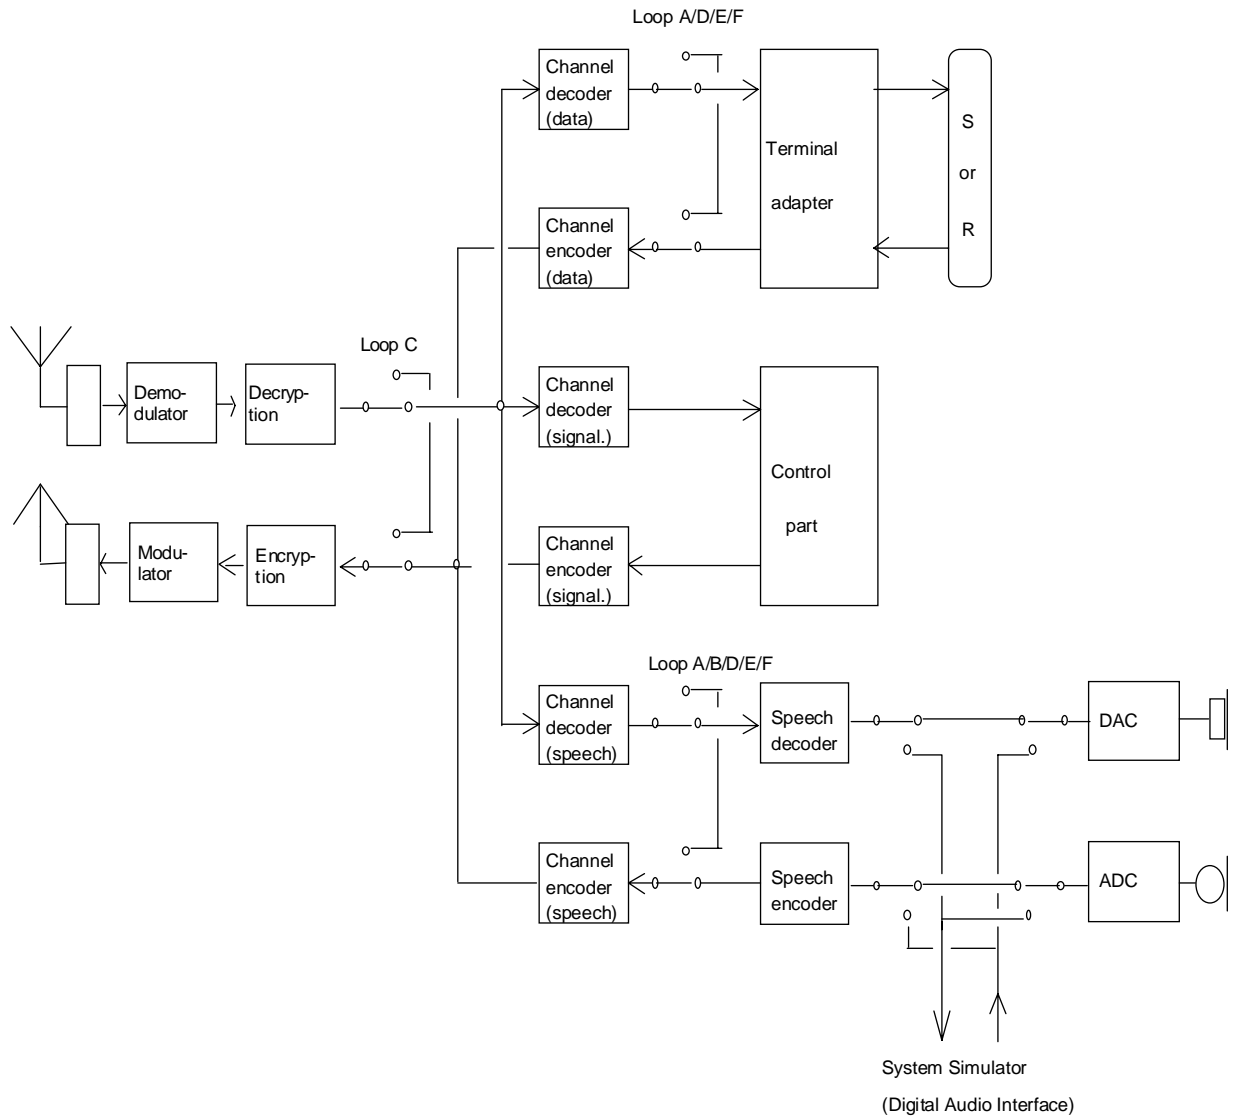 Loop A/D/E/F
Channel
decoder
(data)
Terminal
adapter
S
or
R
Channel
encoder
(data)
Loop C
Demo-
dulator
Decryp-
tion
Channel
decoder
(signal.)
Control
part
Modu-
lator
Encryp-
tion
Channel
encoder
(signal.)
Loop A/B/D/E/F
Channel
decoder
(speech)
Speech
decoder
DAC
Channel
encoder
(speech)
Speech
encoder
ADC
System Simulator
(Digital Audio Interface)